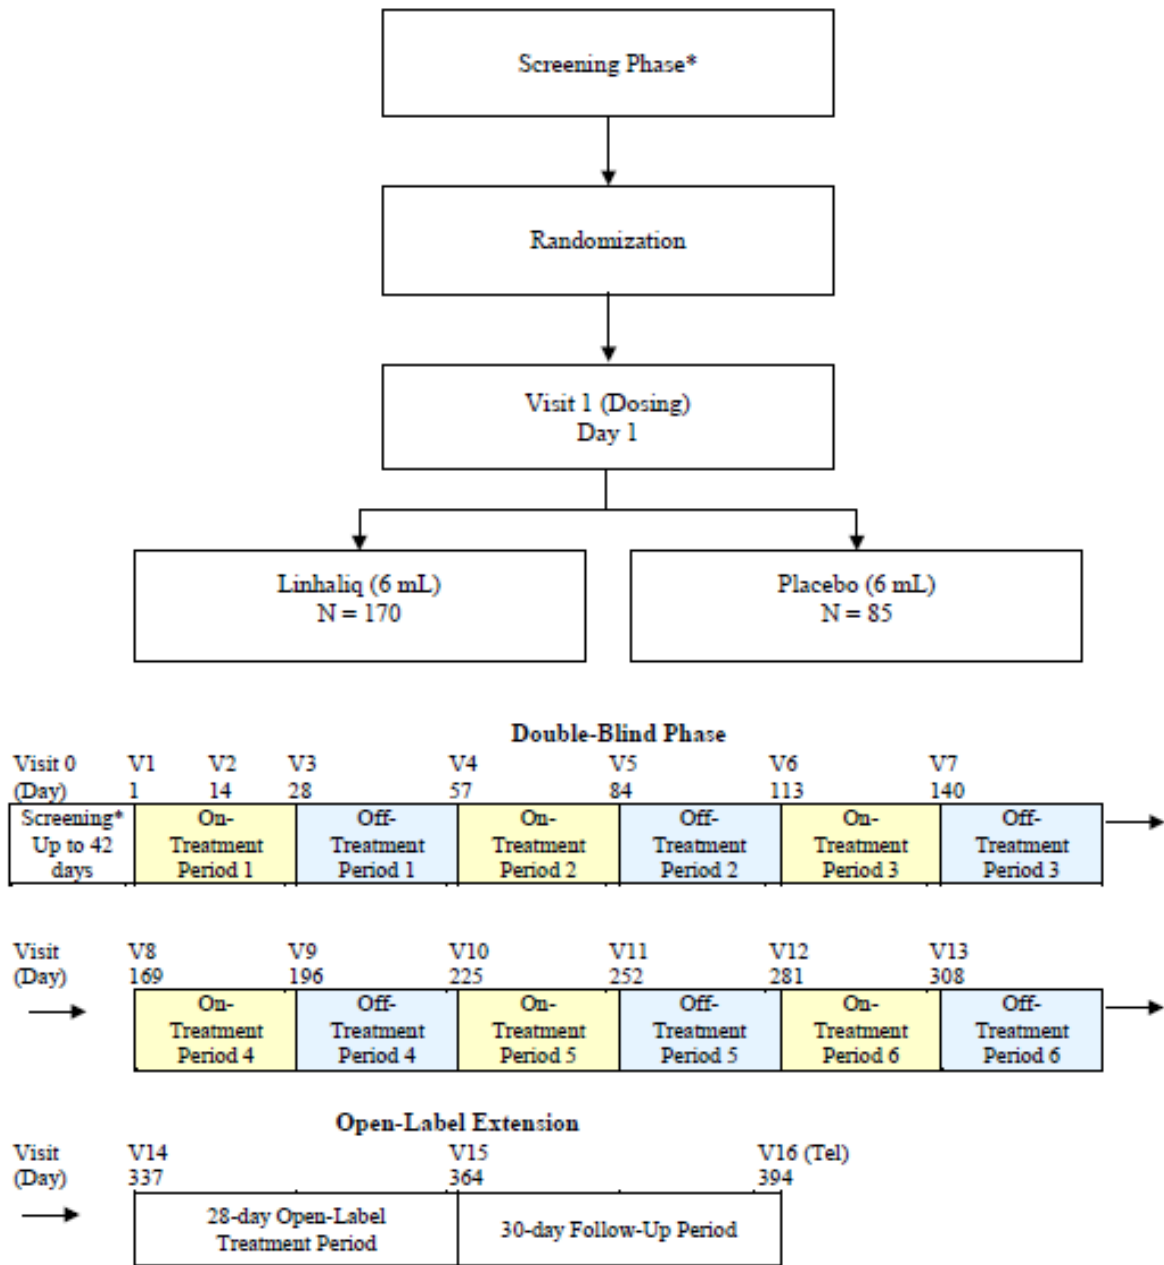 Screening Phase*
Randomization
Visit 1 (Dosing)
Day 1
Linhaliq (6 mL)
N = 170
Placebo (6 mL)
N = 85
Double-Blind Phase
Visit 0 V1 V2 V3 V4 V5 V6 V7
(Day) 1 14 28 57 84 113 140
Screening* On- Off- On- Off- On- Off-
Up to 42 Treatment Treatment Treatment Treatment Treatment Treatment
days Period 1 Period 1 Period 2 Period 2 Period 3 Period 3
Visit V8 V9 V10 V11 V12 V13
(Day) 169 196 225 252 281 308
On- Off- On- Off- On- Off-
Treatment Treatment Treatment Treatment Treatment Treatment
Period 4 Period 4 Period 5 Period 5 Period 6 Period 6
Open-Label Extension
Visit V14 V15 V16 (Tel)
(Day) 337 364 394
28-day Open-Label
Treatment Period
30-day Follow-Up Period